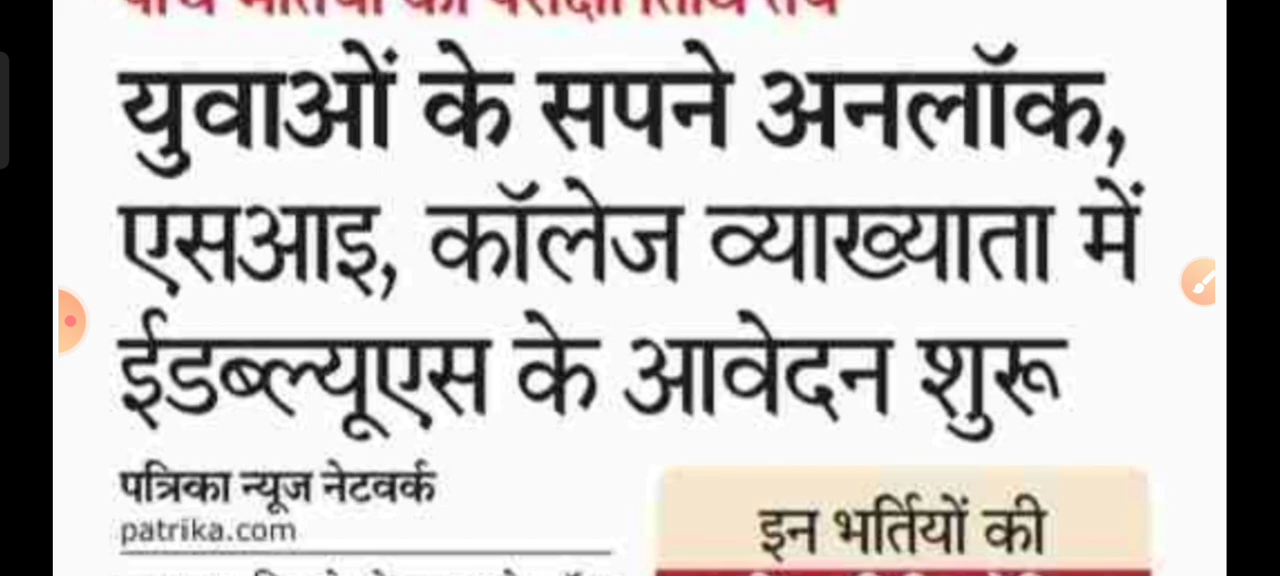 युवाओं के सपने अनलॉक,
एसआइ, कॉलेज व्याख्याता में
ईडब्ल्यूएस के आवेदन शुरू
पत्रिका न्यूज नेटवर्क
patrika.com
इन भर्तियों की